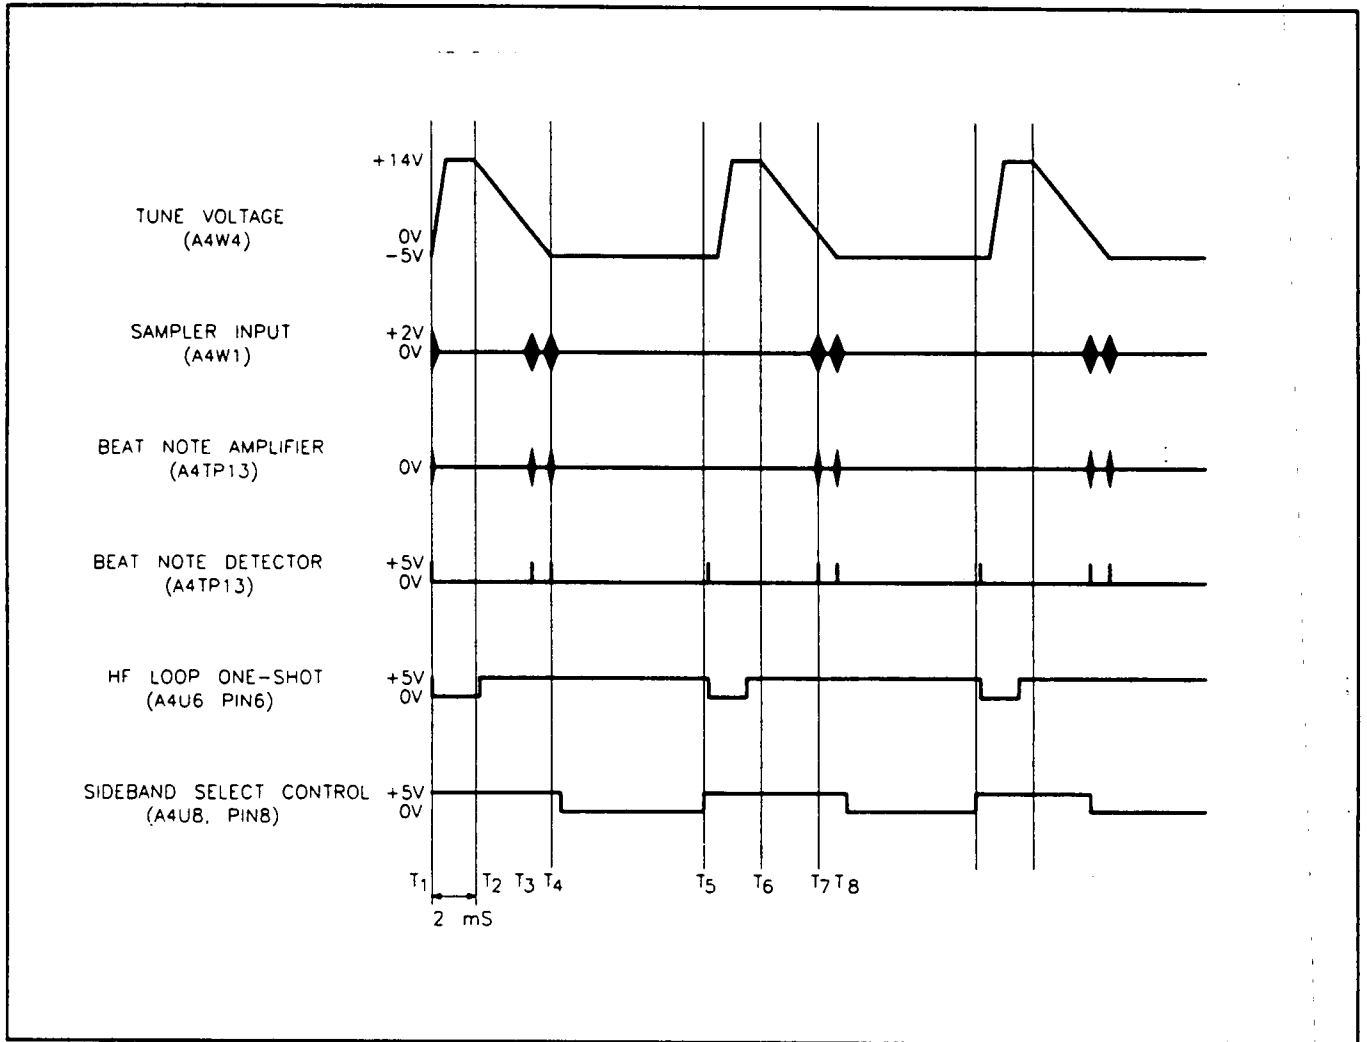 +14V
TUNE VOLTAGE
(A4W4)
0V
-5V
SAMPLER INPUT
(A4W1)
+2V
0V
BEAT NOTE AMPLIFIER
(A4TP13)
0V
BEAT NOTE DETECTOR
(A4TP13)
+5V
0V
HF LOOP ONE-SHOT
(A4U6 PIN6)
+5V
0V
SIDEBAND SELECT CONTROL
(A4U8, PIN8)
+5V
0V
T1 T2 T3 T4 T5 T6 T7 T8
2 mS